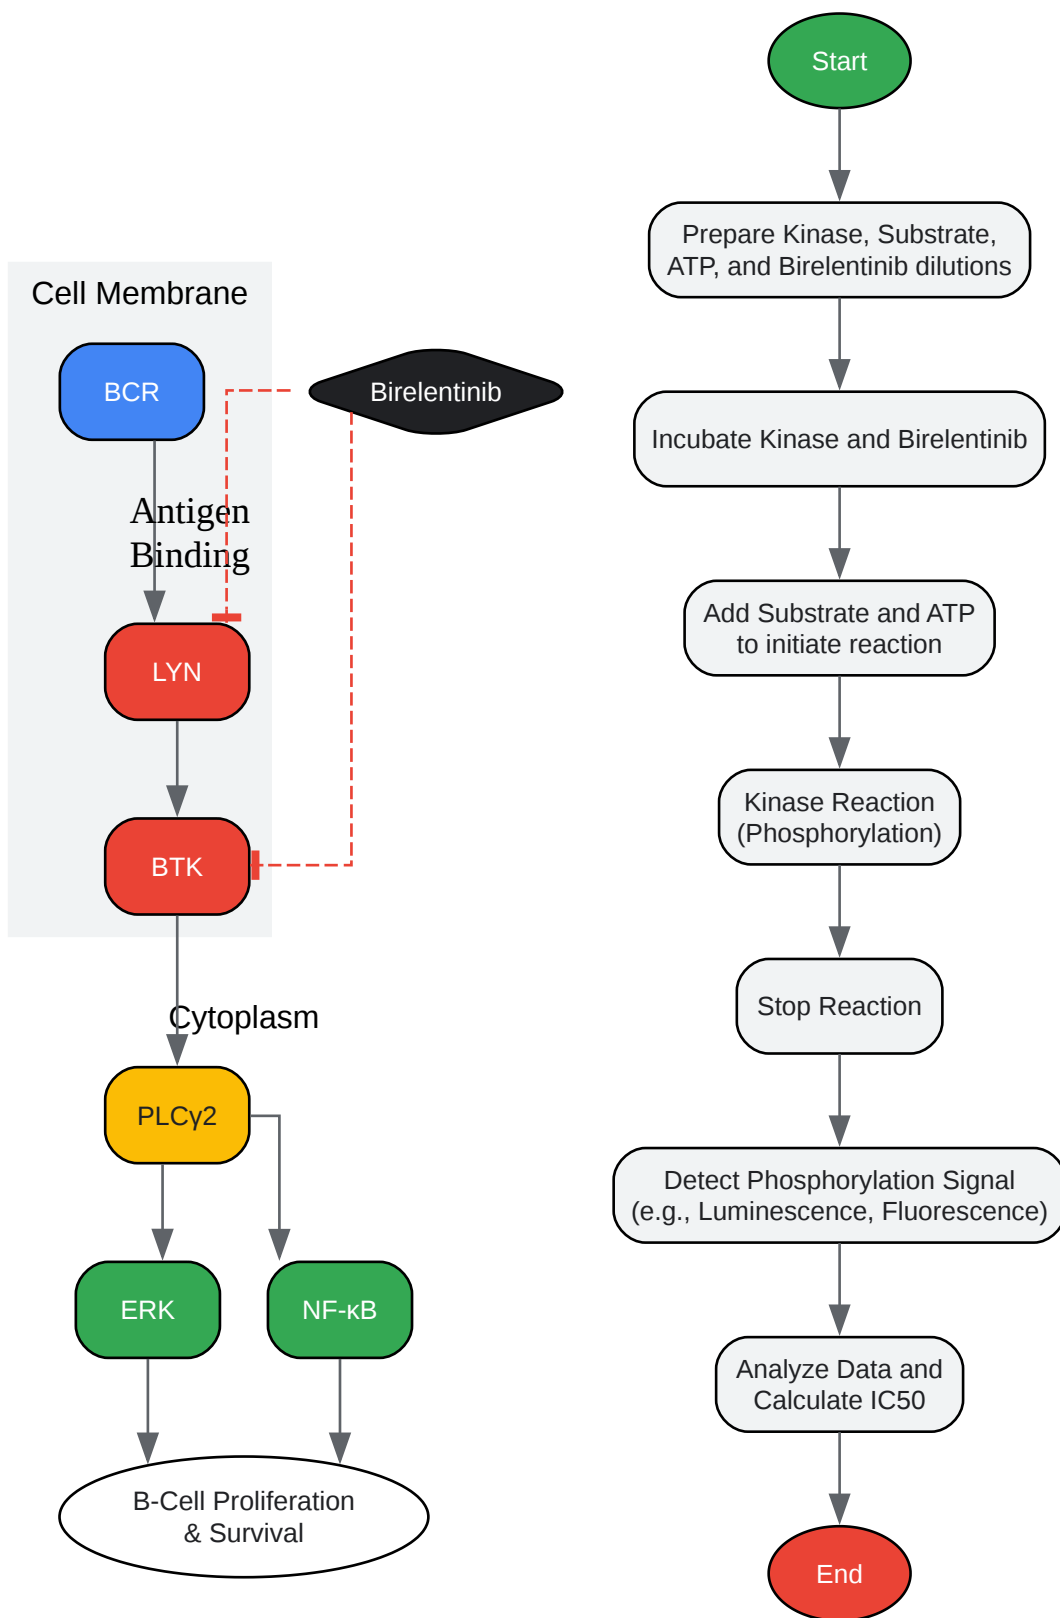 Cell Membrane
BCR
Birelentinib
Antigen
Binding
LYN
BTK
Cytoplasm
PLCγ2
ERK
NF-κB
B-Cell Proliferation
& Survival
Start
Prepare Kinase, Substrate,
ATP, and Birelentinib dilutions
Incubate Kinase and Birelentinib
Add Substrate and ATP
to initiate reaction
Kinase Reaction
(Phosphorylation)
Stop Reaction
Detect Phosphorylation Signal
(e.g., Luminescence, Fluorescence)
Analyze Data and
Calculate IC50
End